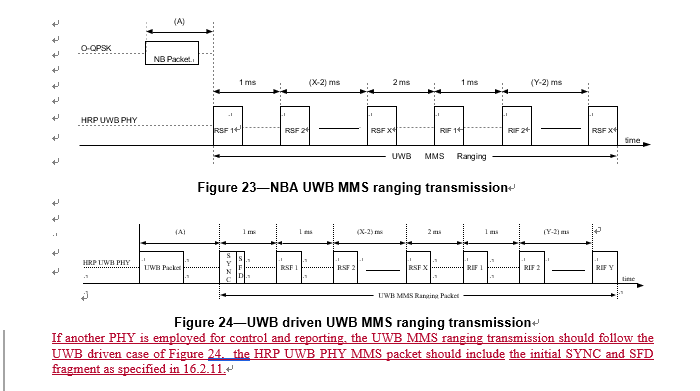 (A)
O-QPSK
NB Packet
1 ms (X-2) ms 2 ms 1 ms (Y-2) ms
HRP UWB PHY
RSF 1 RSF 2 RSF X RIF 1 RIF 2 RSF X
time
UWB MMS Ranging
Figure 23—NBA UWB MMS ranging transmission
(A) 1 ms 1 ms (X-2) ms 2 ms 1 ms (Y-2) ms
HRP UWB PHY
UWB Packet SYNC SFD RSF 1 RSF 2 RSF X RIF 1 RIF 2 RIF Y
time
UWB MMS Ranging Packet
Figure 24—UWB driven UWB MMS ranging transmission
If another PHY is employed for control and reporting, the UWB MMS ranging transmission should follow the
UWB driven case of Figure 24, the HRP UWB PHY MMS packet should include the initial SYNC and SFD
fragment as specified in 16.2.11.